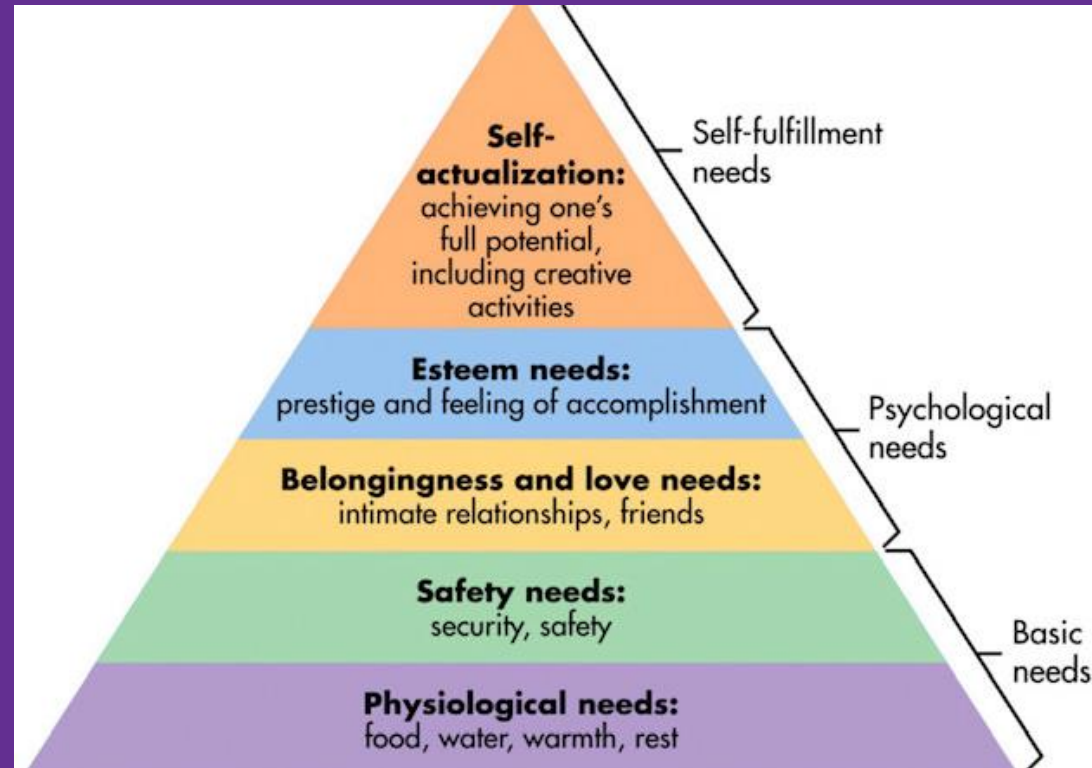 Self-
actualization:
achieving one's
full potential,
including creative
activities
Self-fulfillment
needs
Esteem needs:
prestige and feeling of accomplishment
Psychological
needs
Belongingness and love needs:
intimate relationships, friends
Safety needs:
security, safety
Basic
needs
Physiological needs:
food, water, warmth, rest